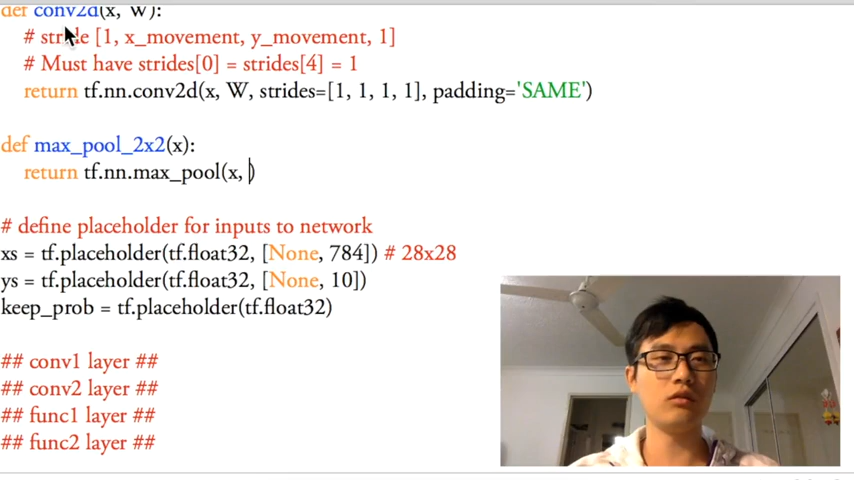 def conv2d(x, W):
# stride [1, x_movement, y_movement, 1]
# Must have strides[0] = strides[4] = 1
return tf.nn.conv2d(x, W, strides=[1, 1, 1, 1], padding='SAME')
def max_pool_2x2(x):
return tf.nn.max_pool(x, )
# define placeholder for inputs to network
xs = tf.placeholder(tf.float32, [None, 784]) # 28x28
ys = tf.placeholder(tf.float32, [None, 10])
keep_prob = tf.placeholder(tf.float32)
## conv1 layer ##
## conv2 layer ##
## func1 layer ##
## func2 layer ##